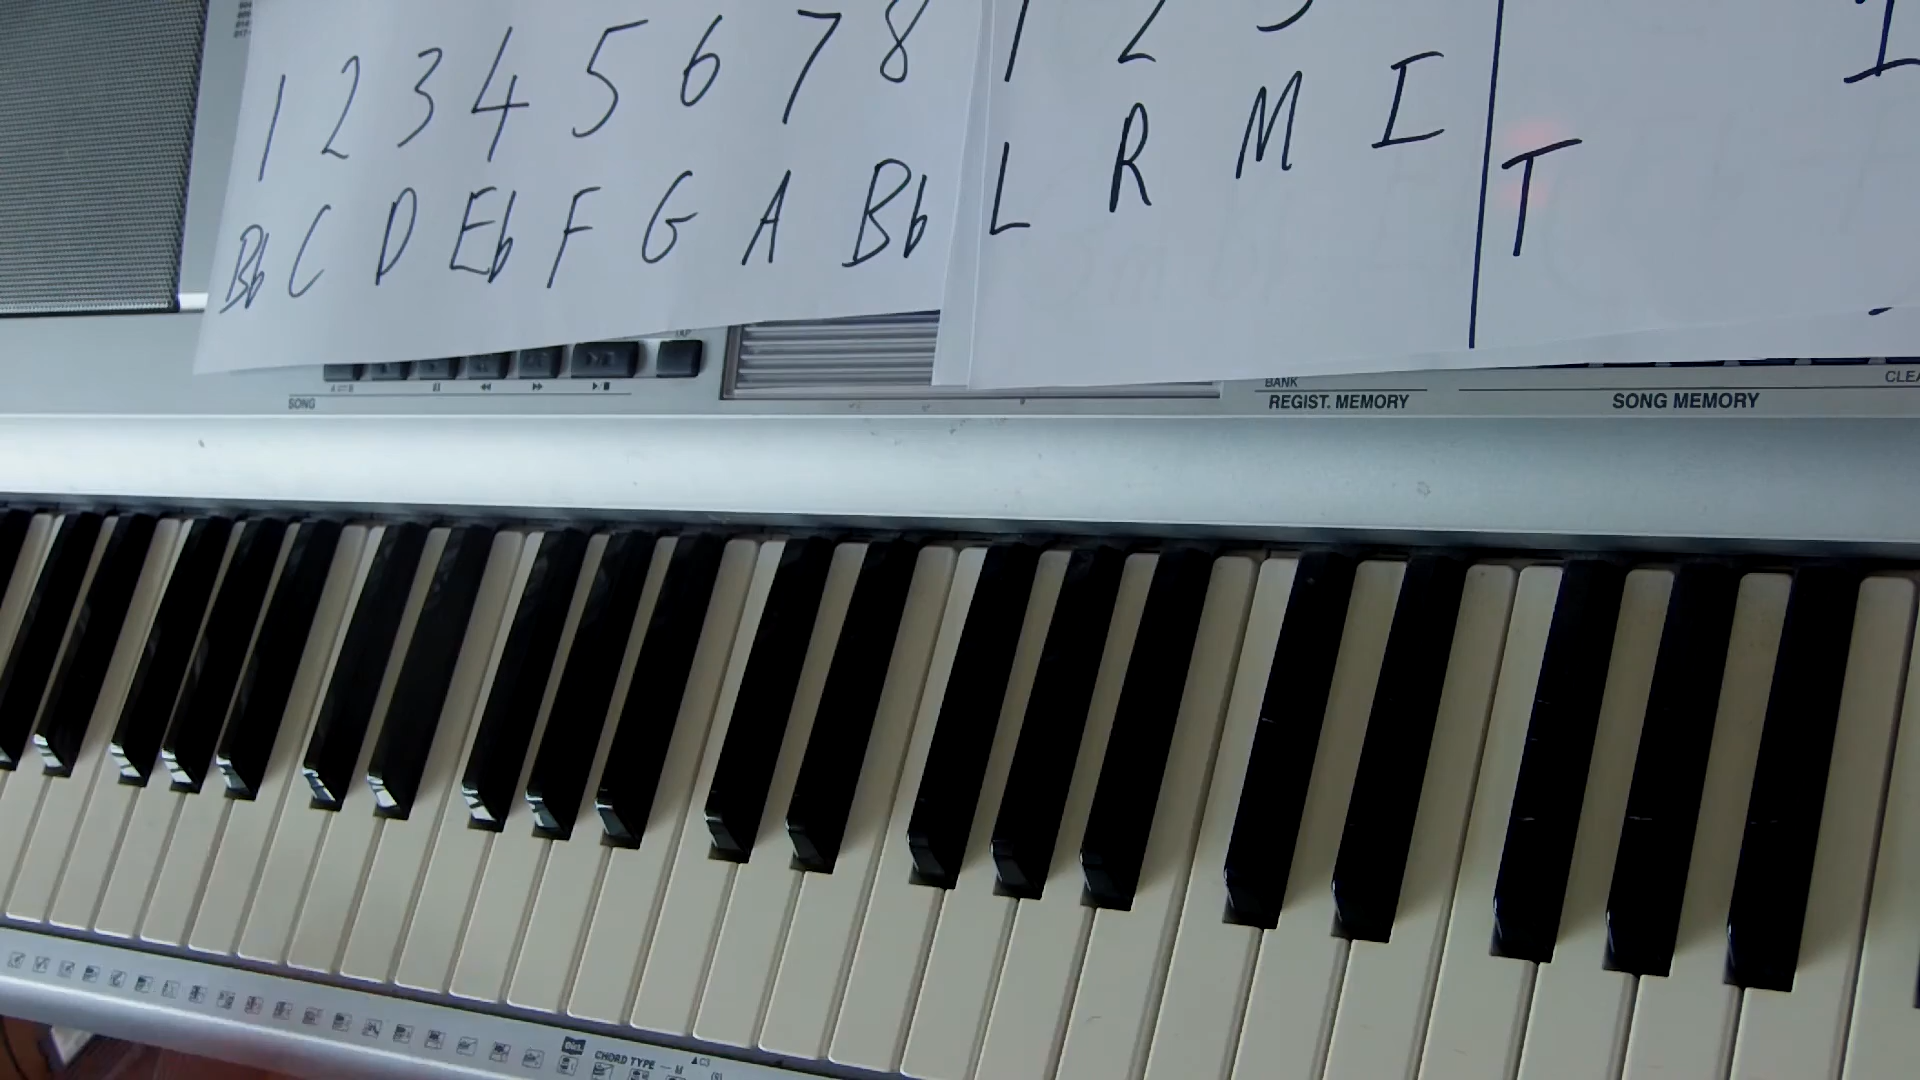 1 2 3 4 5 6 7 8
Bb C D Eb F G A Bb
1 2 3
L R M I
T
I
SONG
BANK
REGIST. MEMORY
SONG MEMORY
CHORD TYPE
C3